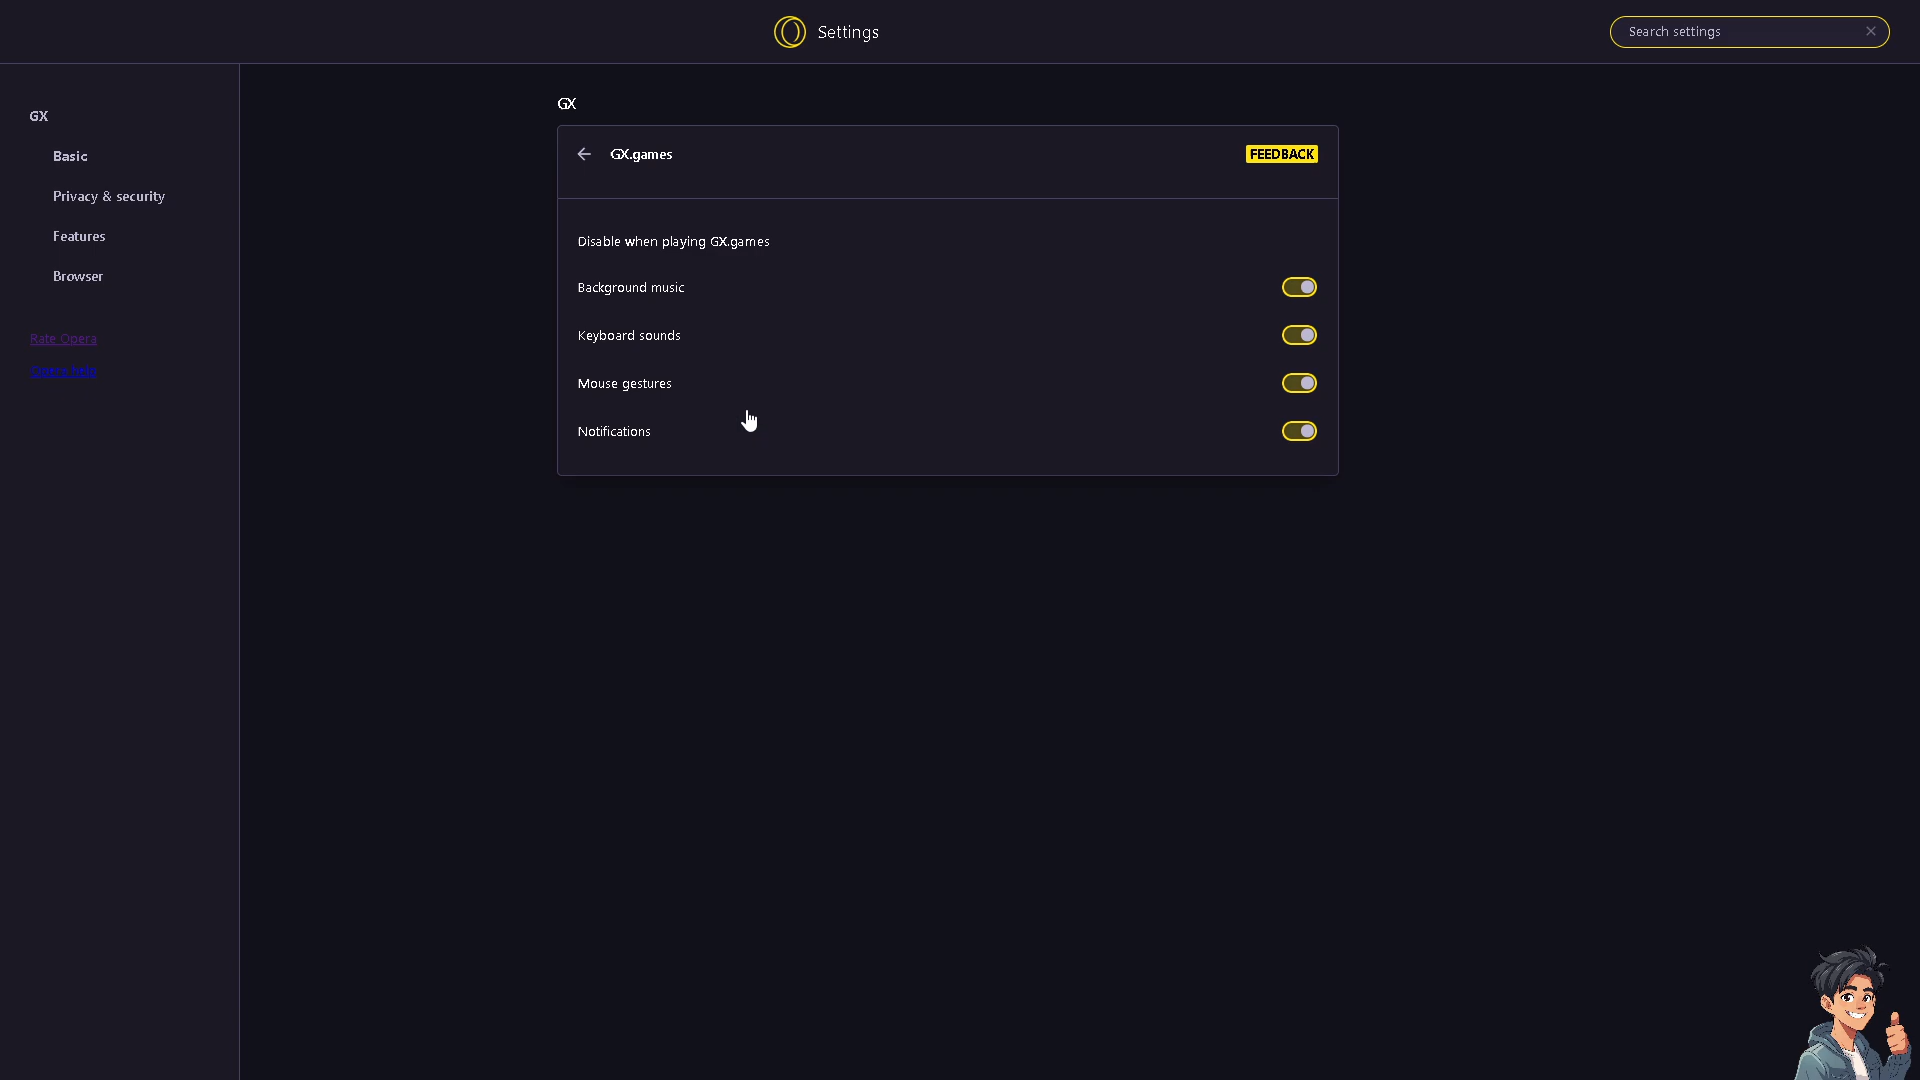 Settings
Search settings
GX
Basic
Privacy & security
Features
Browser
Rate Opera
Opera help
GX
GX.games
FEEDBACK
Disable when playing GX.games
Background music
Keyboard sounds
Mouse gestures
Notifications